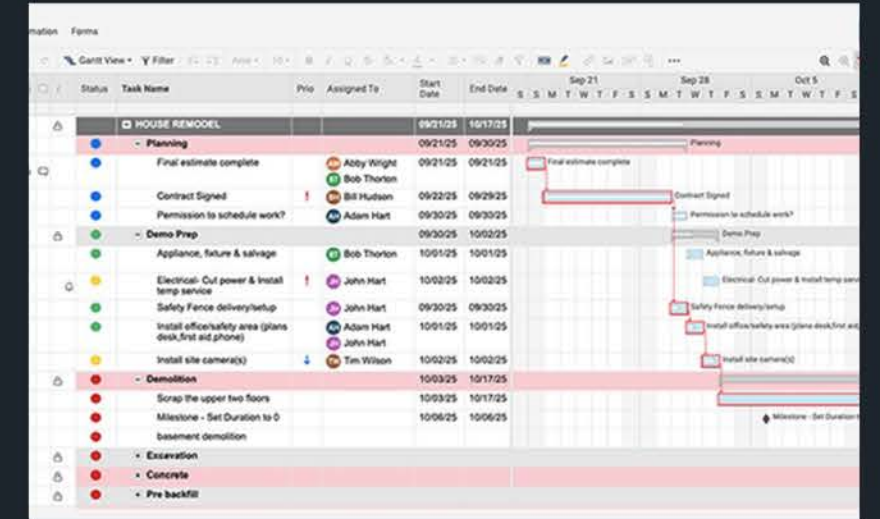 mation Forms
Gantt View Filter
Sep 21 Sep 28 Oct 5
Status Task Name Prio Assigned To Start Date End Date S S M T W T F S S M T W T F S S M T W T F S
HOUSE REMODEL 09/21/25 10/17/25
Planning 09/21/25 09/30/25 Planning
Final estimate complete Abby Wright 09/21/25 09/21/25 Final estimate complete
BT Bob Thorton
Contract Signed ! BH Bill Hudson 09/22/25 09/29/25 Contract Signed
Permission to schedule work? AH Adam Hart 09/30/25 09/30/25 Permission to schedule work?
Demo Prep 09/30/25 10/02/25 Demo Prep
Appliance, fixture & salvage BT Bob Thorton 10/01/25 10/01/25 Appliance, fixture & salvage
Electrical- Cut power & Install ! JH John Hart 10/02/25 10/02/25 Electrical- Cut power & Install temp serv
temp service
Safety Fence delivery/setup JH John Hart 09/30/25 09/30/25 Safety Fence delivery/setup
Install office/safety area (plans AH Adam Hart 10/01/25 10/01/25 Install office/safety area (plans desk,first aid
desk,first aid,phone) JH John Hart
Install site camera(s) TW Tim Wilson 10/02/25 10/02/25 Install site camera(s)
Demolition 10/03/25 10/17/25
Scrap the upper two floors 10/03/25 10/17/25
Milestone - Set Duration to 0 10/06/25 10/06/25 Milestone - Set Duration
basement demolition
Excavation
Concrete
Pre backfill